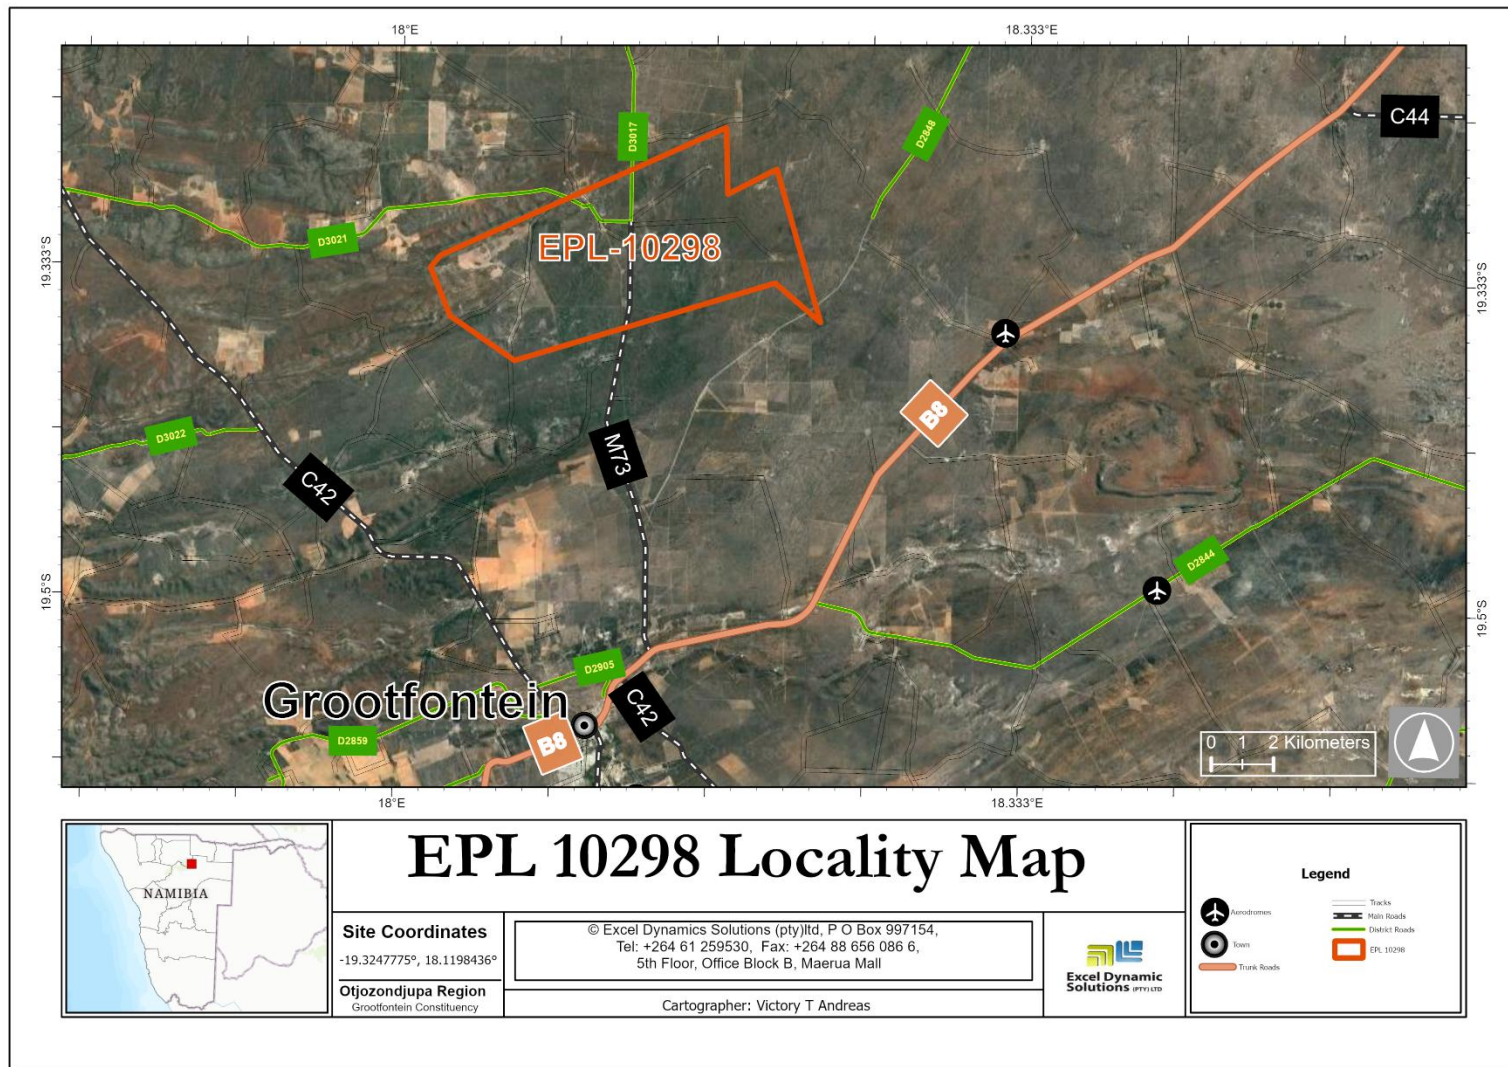 18°E
18.333°E
C44
D3017
D2848
D3021
EPL-10298
19.333°S
19.333°S
B8
D3022
M73
C42
D2844
19.5°S
19.5°S
D2905
Grootfontein
C42
B8
D2859
0 1 2 Kilometers
18°E
18.333°E
NAMIBIA
EPL 10298 Locality Map
Site Coordinates
-19.3247775°, 18.1198436°
Otjozondjupa Region
Grootfontein Constituency
© Excel Dynamics Solutions (pty)ltd, P O Box 997154,
Tel: +264 61 259530,  Fax: +264 88 656 086 6,
5th Floor, Office Block B, Maerua Mall
Cartographer: Victory T Andreas
Excel Dynamic
Solutions (PTY) LTD
Legend
Aerodromes
Town
Trunk Roads
Tracks
Main Roads
District Roads
EPL 10298